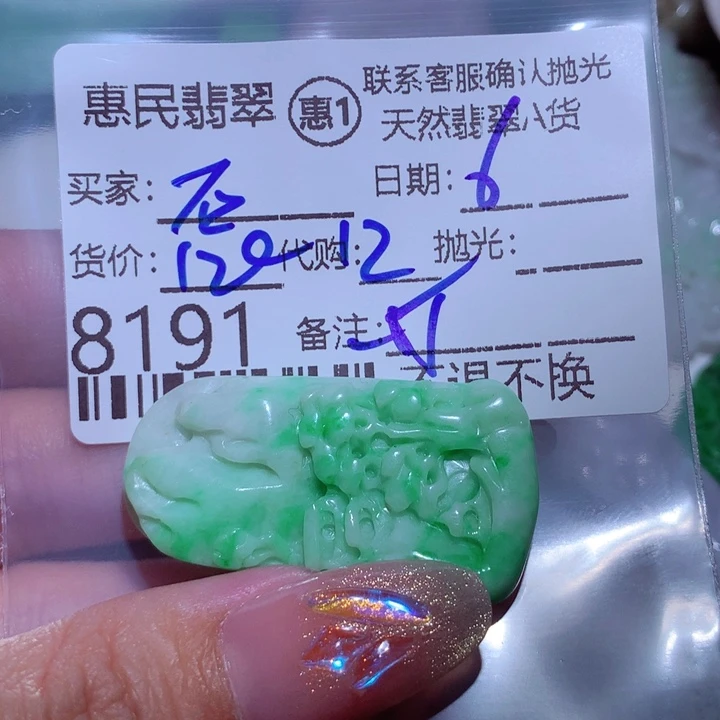 惠民翡翠 惠1 联系客服确认抛光
天然翡翠A货
买家: 日期: 6
货价: 120 代购: 12 抛光:
8191 备注:
不退不换